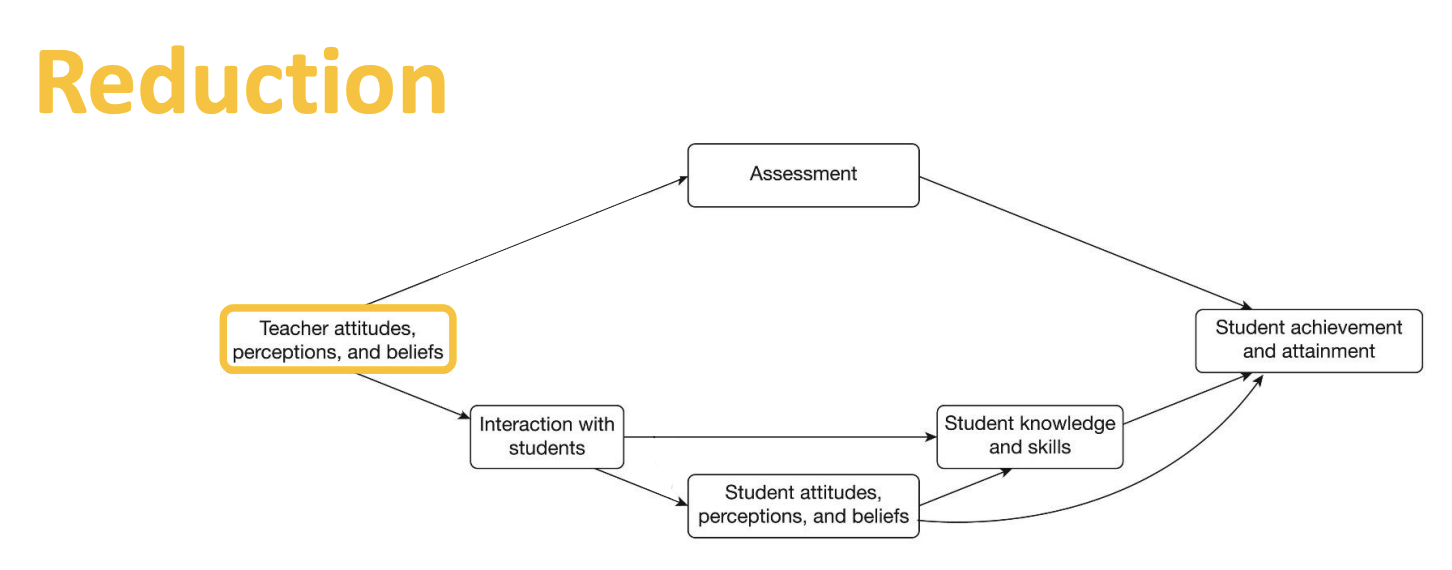 Reduction
Assessment
Teacher attitudes,
perceptions, and beliefs
Student achievement
and attainment
Interaction with
students
Student knowledge
and skills
Student attitudes,
perceptions, and beliefs